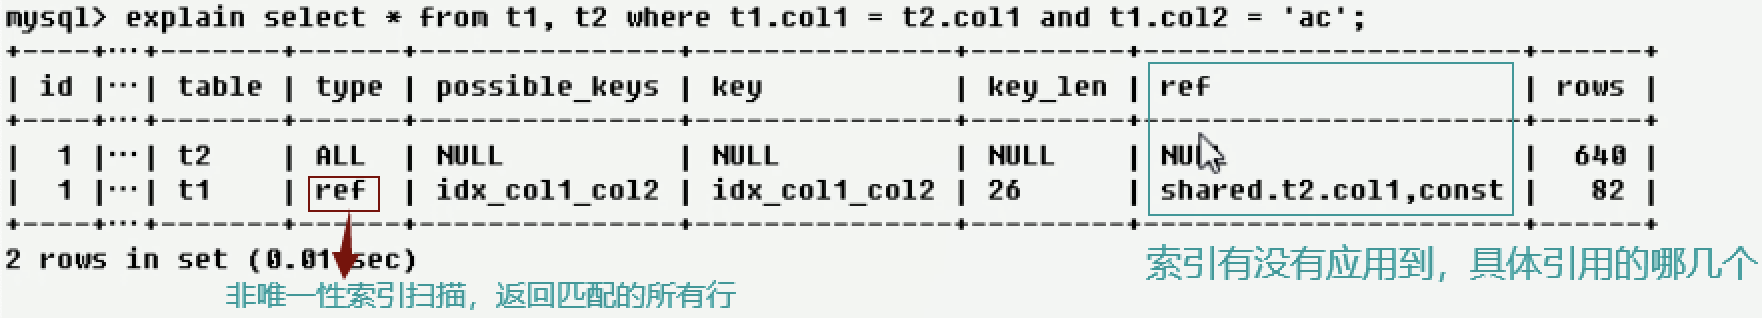 mysql> explain select * from t1, t2 where t1.col1 = t2.col1 and t1.col2 = 'ac';
+----+...+-------+------+----------------+----------------+---------+-----------------------+------+
| id |...| table | type | possible_keys | key | key_len | ref | rows |
+----+...+-------+------+----------------+----------------+---------+-----------------------+------+
| 1 |...| t2 | ALL | NULL | NULL | NULL | NU | 640 |
| 1 |...| t1 | ref | idx_col1_col2 | idx_col1_col2 | 26 | shared.t2.col1,const | 82 |
+----+...+-------+------+----------------+----------------+---------+-----------------------+------+
2 rows in set (0.01 sec)
索引有没有应用到，具体引用的哪几个
非唯一性索引扫描，返回匹配的所有行